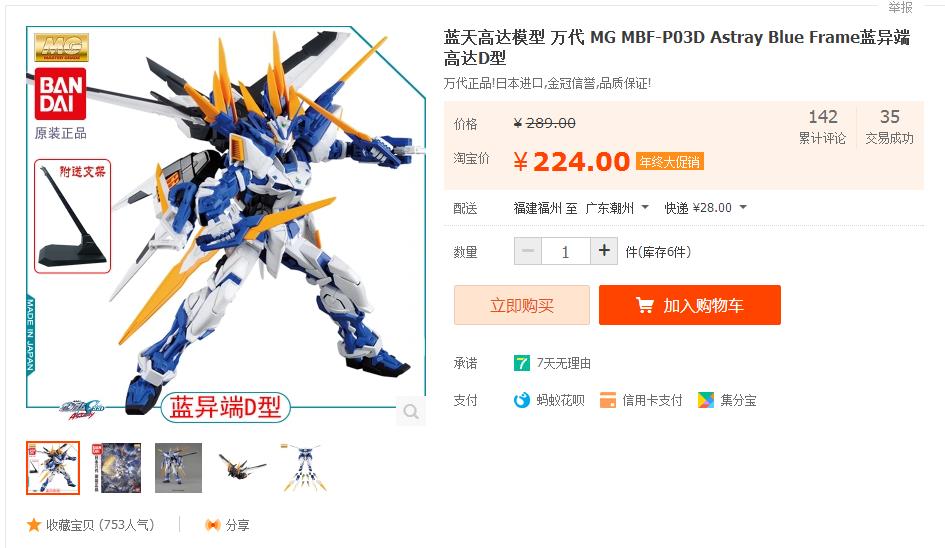 举报
MG
MASTER GRADE
BAN
DAI
原装正品
附送支架
MADE IN JAPAN
蓝异端D型
收藏宝贝 (753人气)
分享
蓝天高达模型 万代 MG MBF-P03D Astray Blue Frame蓝异端
高达D型
万代正品!日本进口,金冠信誉,品质保证!
价格 ¥ 289.00
淘宝价 ¥ 224.00 年终大促销
142
累计评论
35
交易成功
配送 福建福州 至 广东潮州 快递 ¥28.00
数量 1 件(库存6件)
立即购买 加入购物车
承诺 7 7天无理由
支付 蚂蚁花呗 信用卡支付 集分宝